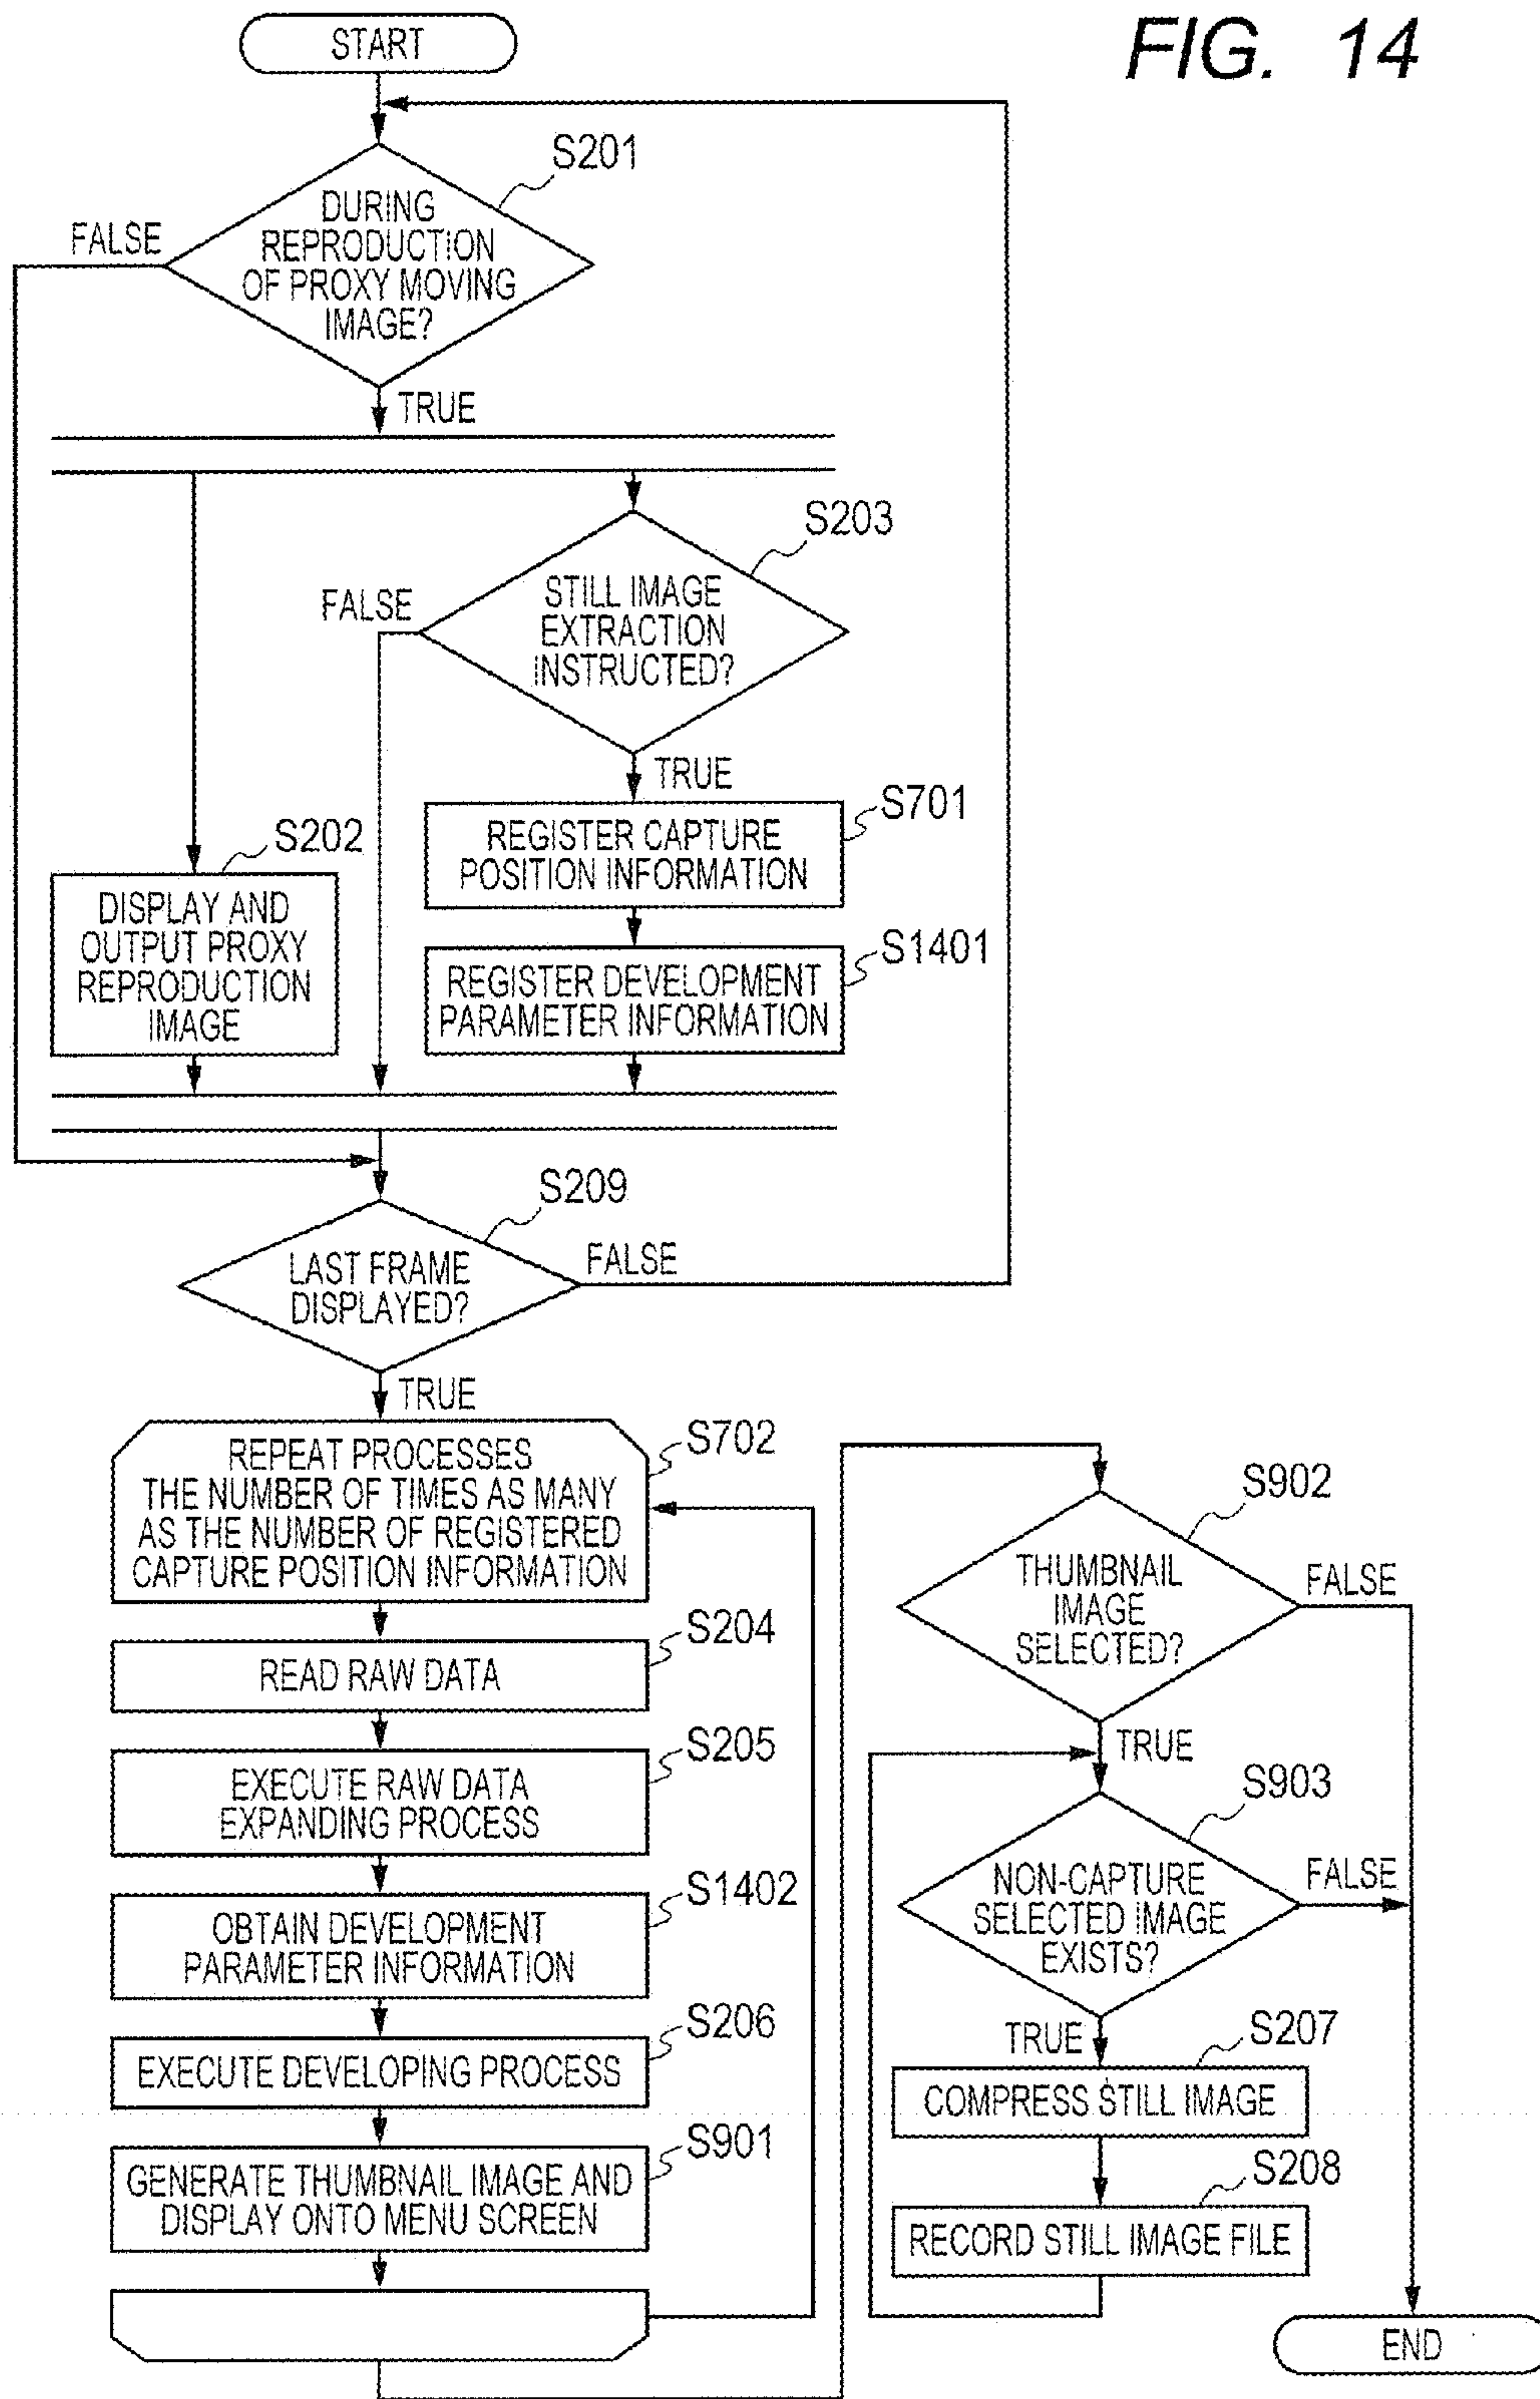 FIG. 14
START
S201
DURING
REPRODUCTION
OF PROXY MOVING
IMAGE?
FALSE
TRUE
S203
STILL IMAGE
EXTRACTION
INSTRUCTED?
FALSE
TRUE
S202
DISPLAY AND
OUTPUT PROXY
REPRODUCTION
IMAGE
S701
REGISTER CAPTURE
POSITION INFORMATION
S1401
REGISTER DEVELOPMENT
PARAMETER INFORMATION
S209
LAST FRAME
DISPLAYED?
FALSE
TRUE
S702
REPEAT PROCESSES
THE NUMBER OF TIMES AS MANY
AS THE NUMBER OF REGISTERED
CAPTURE POSITION INFORMATION
S204
READ RAW DATA
S205
EXECUTE RAW DATA
EXPANDING PROCESS
S1402
OBTAIN DEVELOPMENT
PARAMETER INFORMATION
S206
EXECUTE DEVELOPING PROCESS
S901
GENERATE THUMBNAIL IMAGE AND
DISPLAY ONTO MENU SCREEN
S902
THUMBNAIL
IMAGE
SELECTED?
FALSE
TRUE
S903
NON-CAPTURE
SELECTED IMAGE
EXISTS?
FALSE
TRUE
S207
COMPRESS STILL IMAGE
S208
RECORD STILL IMAGE FILE
END